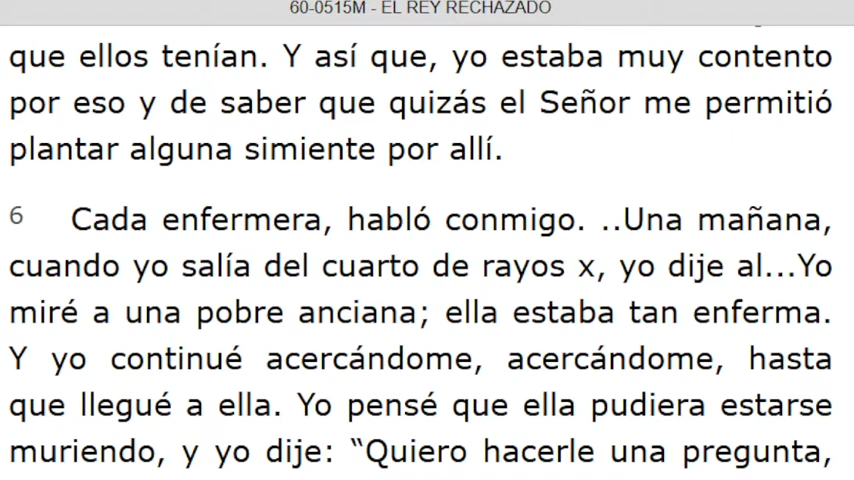 60-0515M - EL REY RECHAZADO
que ellos tenían. Y así que, yo estaba muy contento
por eso y de saber que quizás el Señor me permitió
plantar alguna simiente por allí.
6 Cada enfermera, habló conmigo. ..Una mañana,
cuando yo salía del cuarto de rayos x, yo dije al...Yo
miré a una pobre anciana; ella estaba tan enferma.
Y yo continué acercándome, acercándome, hasta
que llegué a ella. Yo pensé que ella pudiera estarse
muriendo, y yo dije: “Quiero hacerle una pregunta,